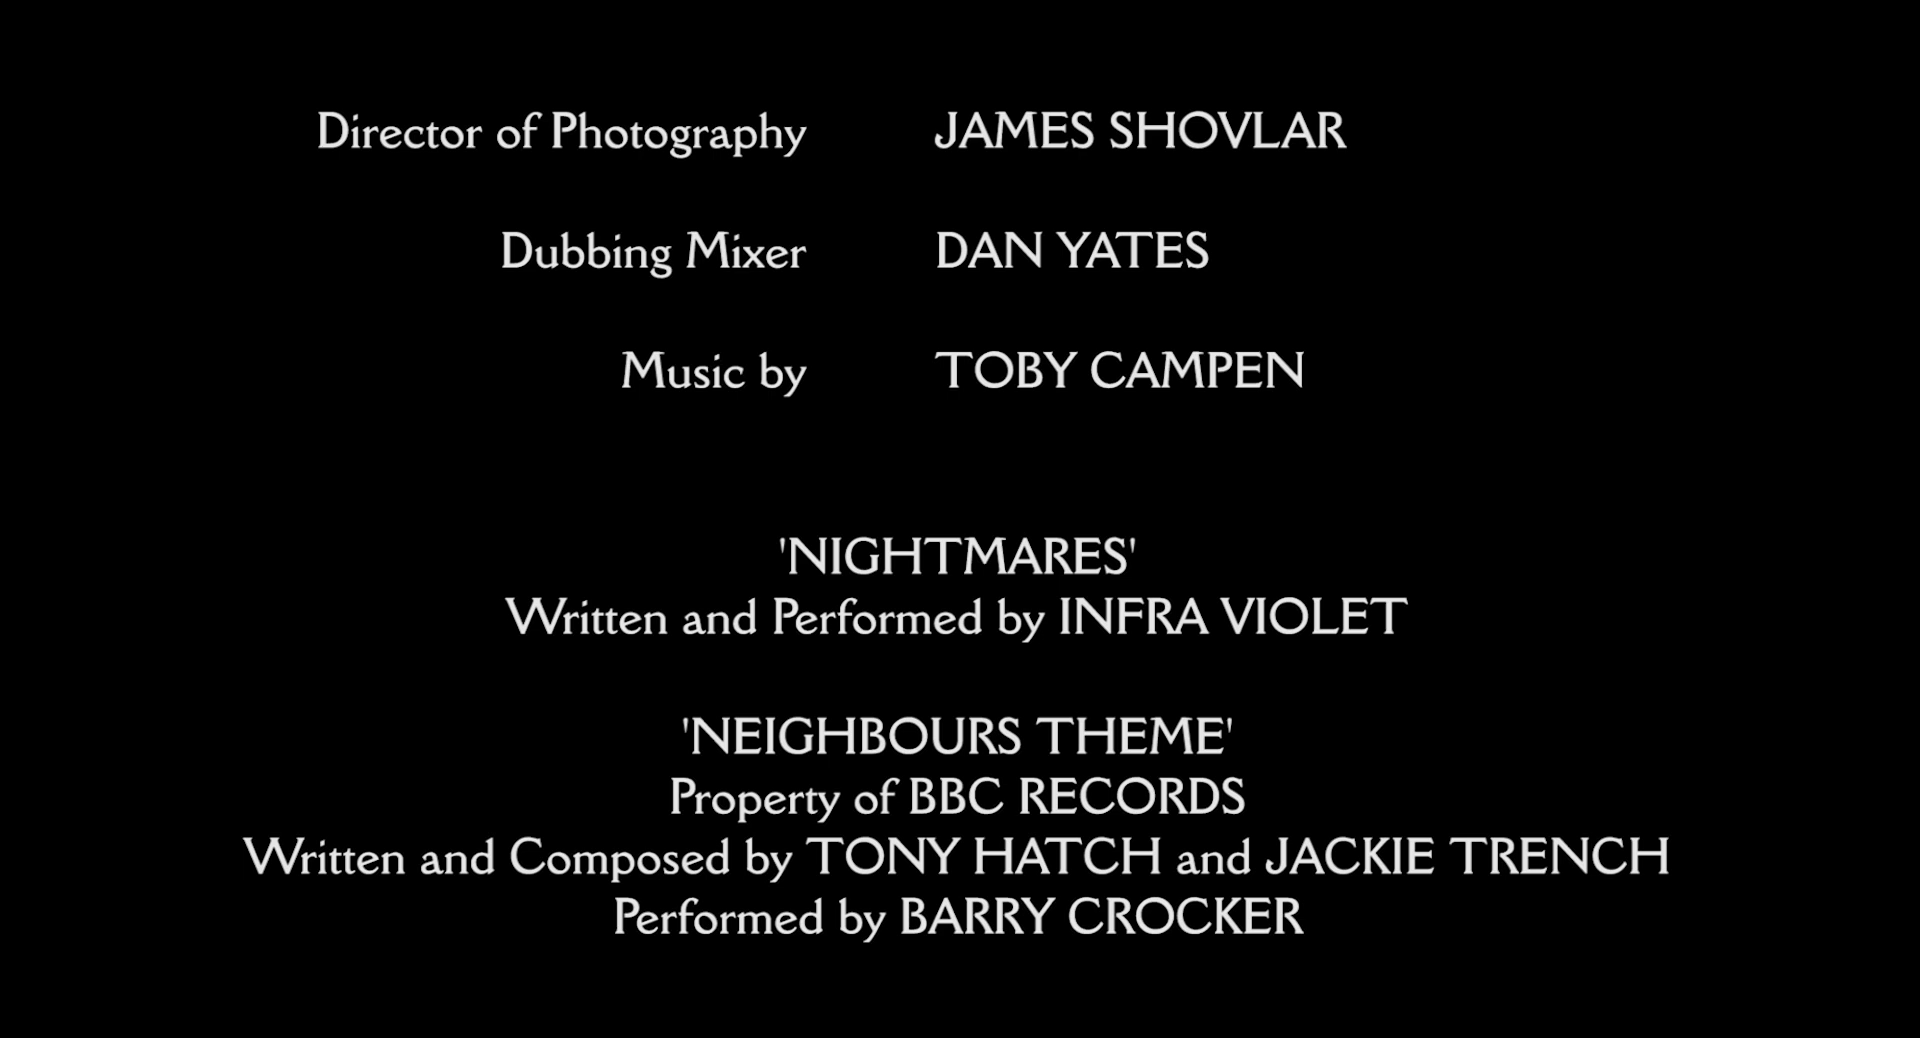 Director of Photography JAMES SHOVLAR
Dubbing Mixer DAN YATES
Music by TOBY CAMPEN
'NIGHTMARES'
Written and Performed by INFRA VIOLET
'NEIGHBOURS THEME'
Property of BBC RECORDS
Written and Composed by TONY HATCH and JACKIE TRENCH
Performed by BARRY CROCKER